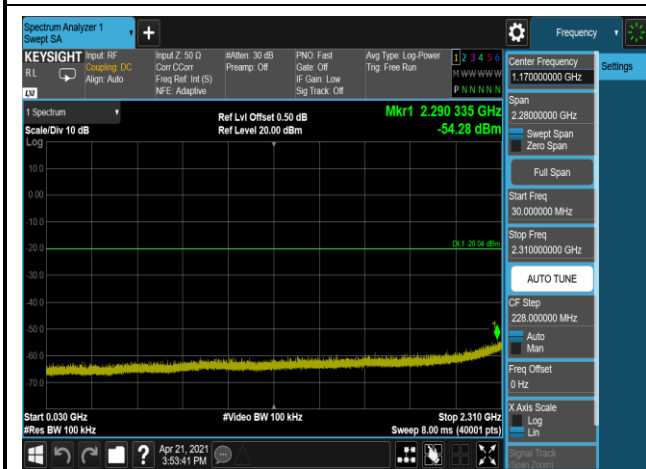 Spectrum Analyzer 1
Swept SA
Frequency
Settings
KEYSIGHT
RL
LXI
Input: RF
Coupling: DC
Align: Auto
Input Z: 50 Ω
Corr CCorr
Freq Ref: Int (S)
NFE: Adaptive
#Atten: 30 dB
Preamp: Off
PNO: Fast
Gate: Off
IF Gain: Low
Sig Track: Off
Avg Type: Log-Power
Trig: Free Run
1 2 3 4 5 6
M W W W W W
P N N N N N
1 Spectrum
Scale/Div 10 dB
Log
Ref Lvl Offset 0.50 dB
Ref Level 20.00 dBm
Mkr1 2.290 335 GHz
-54.28 dBm
10.0
0.00
-10.0
-20.0
-30.0
-40.0
-50.0
-60.0
-70.0
DL1 -20.04 dBm
1
Start 0.030 GHz
#Res BW 100 kHz
#Video BW 100 kHz
Stop 2.310 GHz
Sweep 8.00 ms (40001 pts)
Center Frequency
1.170000000 GHz
Span
2.28000000 GHz
Swept Span
Zero Span
Full Span
Start Freq
30.000000 MHz
Stop Freq
2.310000000 GHz
AUTO TUNE
CF Step
228.000000 MHz
Auto
Man
Freq Offset
0 Hz
X Axis Scale
Log
Lin
Signal Track
(Span Zoom)
Apr 21, 2021
3:53:41 PM